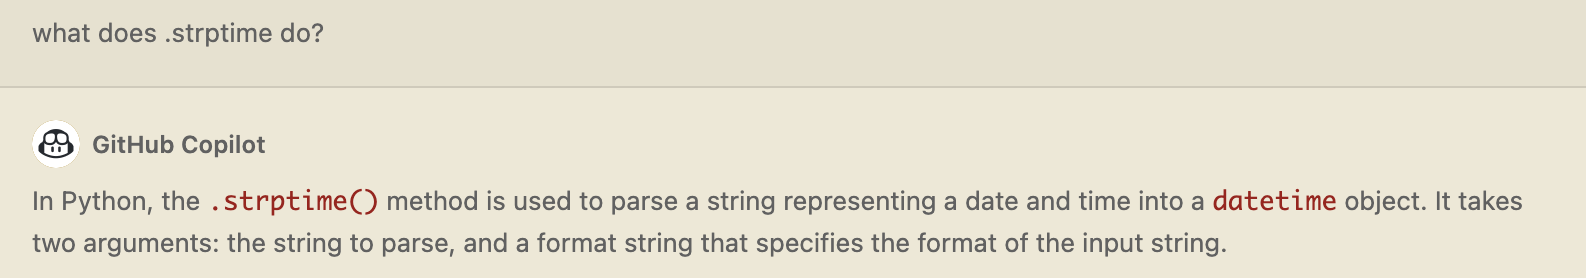 what does .strptime do?
GitHub Copilot
In Python, the .strptime() method is used to parse a string representing a date and time into a datetime object. It takes
two arguments: the string to parse, and a format string that specifies the format of the input string.